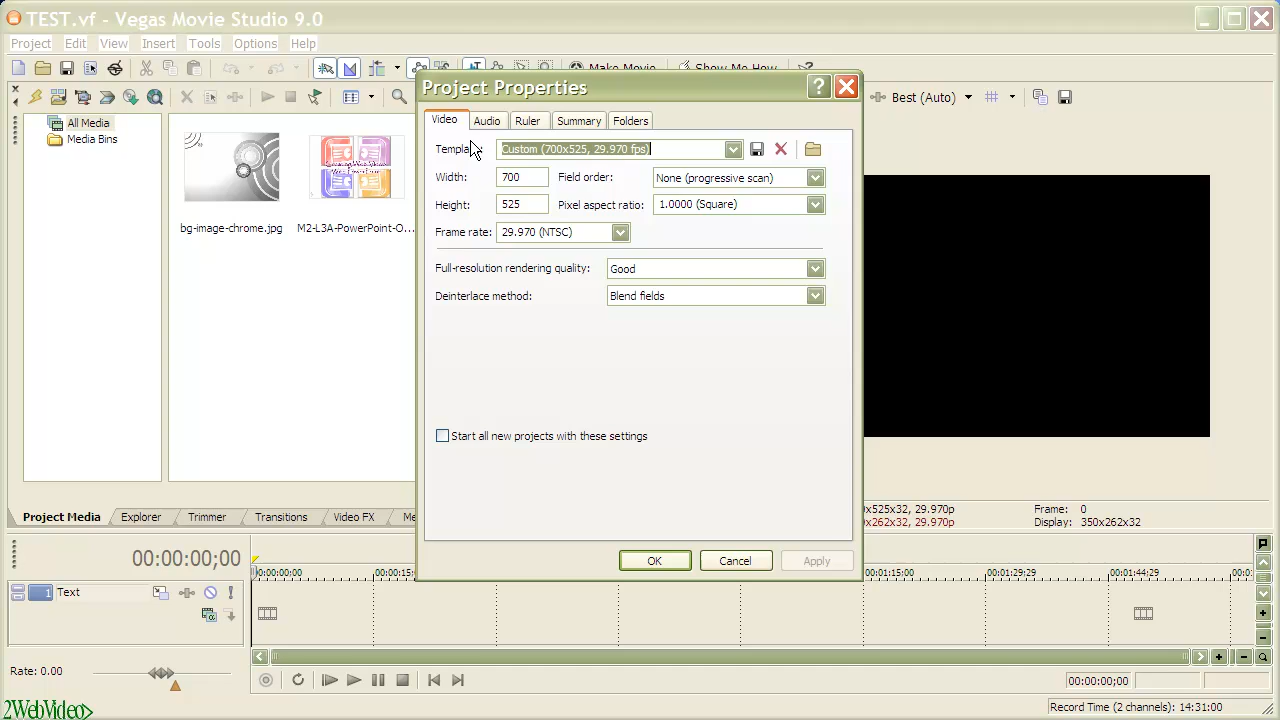 TEST.vf - Vegas Movie Studio 9.0
Project Edit View Insert Tools Options Help
Make Movie Show Me How
Project Properties
Best (Auto)
All Media
Media Bins
bg-image-chrome.jpg
M2-L3A-PowerPoint-O...
Video Audio Ruler Summary Folders
Template: Custom (700x525, 29.970 fps)
Width: 700 Field order: None (progressive scan)
Height: 525 Pixel aspect ratio: 1.0000 (Square)
Frame rate: 29.970 (NTSC)
Full-resolution rendering quality: Good
Deinterlace method: Blend fields
Start all new projects with these settings
Project Media Explorer Trimmer Transitions Video FX Me
x525x32, 29.970p Frame: 0
x262x32, 29.970p Display: 350x262x32
OK Cancel Apply
00:00:00;00
0:00:00:00 00:00:15; 00:01:15:00 00:01:29;29 00:01:44:29 00:0
1 Text
Rate: 0.00
00:00:00;00
2WebVideo>
Record Time (2 channels): 14:31:00